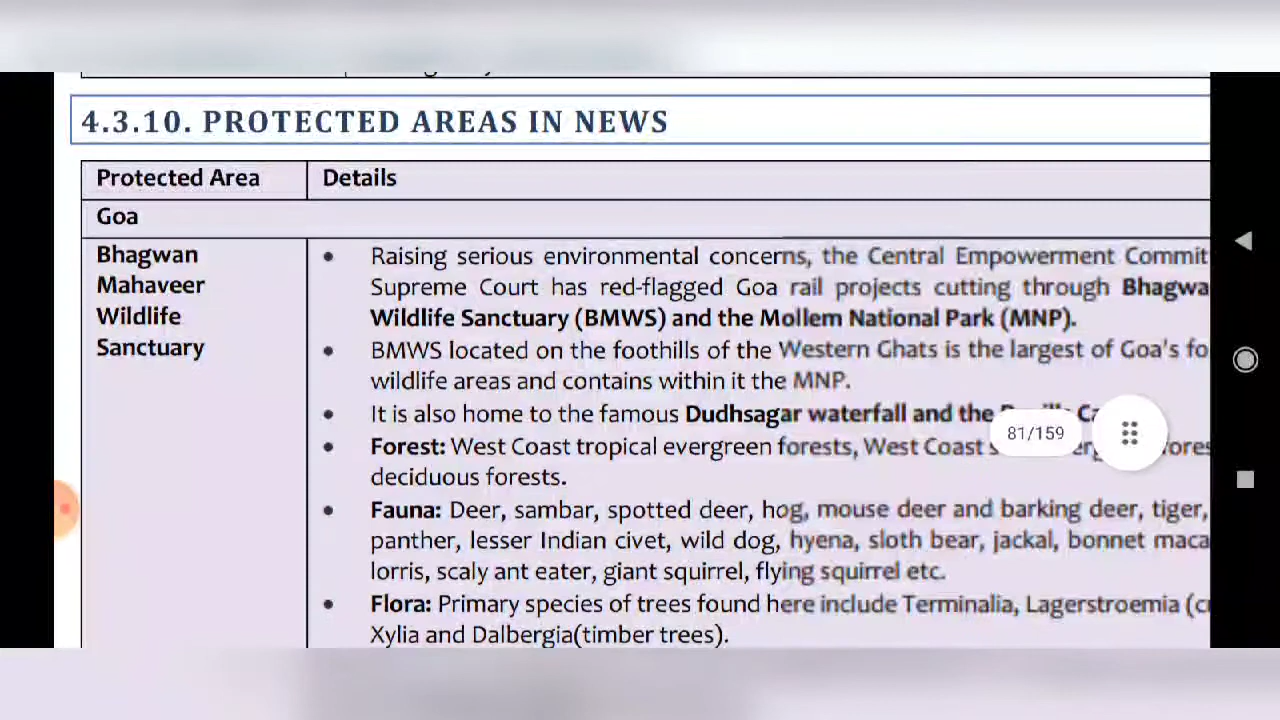 4.3.10. PROTECTED AREAS IN NEWS
Protected Area Details
Goa
Bhagwan
Mahaveer
Wildlife
Sanctuary
• Raising serious environmental concerns, the Central Empowerment Commit
Supreme Court has red-flagged Goa rail projects cutting through Bhagwa
Wildlife Sanctuary (BMWS) and the Mollem National Park (MNP).
• BMWS located on the foothills of the Western Ghats is the largest of Goa's fo
wildlife areas and contains within it the MNP.
• It is also home to the famous Dudhsagar waterfall and the
81/159
• Forest: West Coast tropical evergreen forests, West Coast
deciduous forests.
• Fauna: Deer, sambar, spotted deer, hog, mouse deer and barking deer, tiger,
panther, lesser Indian civet, wild dog, hyena, sloth bear, jackal, bonnet maca
lorris, scaly ant eater, giant squirrel, flying squirrel etc.
• Flora: Primary species of trees found here include Terminalia, Lagerstroemia
Xylia and Dalbergia(timber trees).